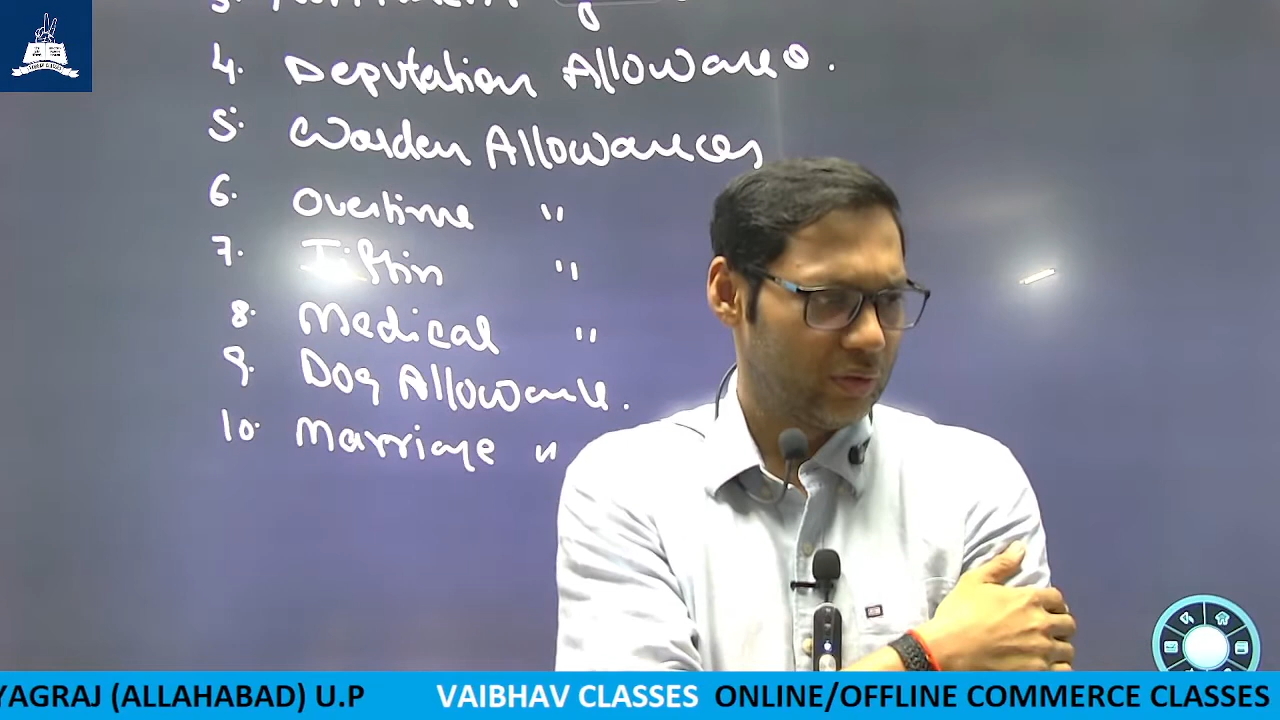 4. Deputation Allowances.
5. Warden Allowances
6. Overtime "
7. Tiffin "
8. Medical "
9. Dog Allowance.
10. Marriage "
YAGRAJ (ALLAHABAD) U.P VAIBHAV CLASSES ONLINE/OFFLINE COMMERCE CLASSES